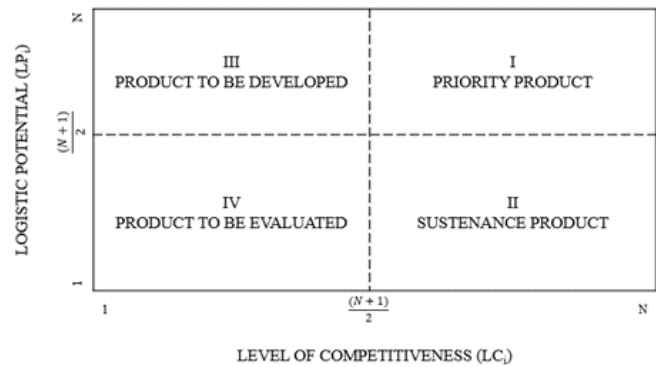 N
III
PRODUCT TO BE DEVELOPED
I
PRIORITY PRODUCT
LOGISTIC POTENTIAL (LPᵢ)
(N + 1)
2
IV
PRODUCT TO BE EVALUATED
II
SUSTENANCE PRODUCT
1
1
(N + 1)
2
N
LEVEL OF COMPETITIVENESS (LCᵢ)